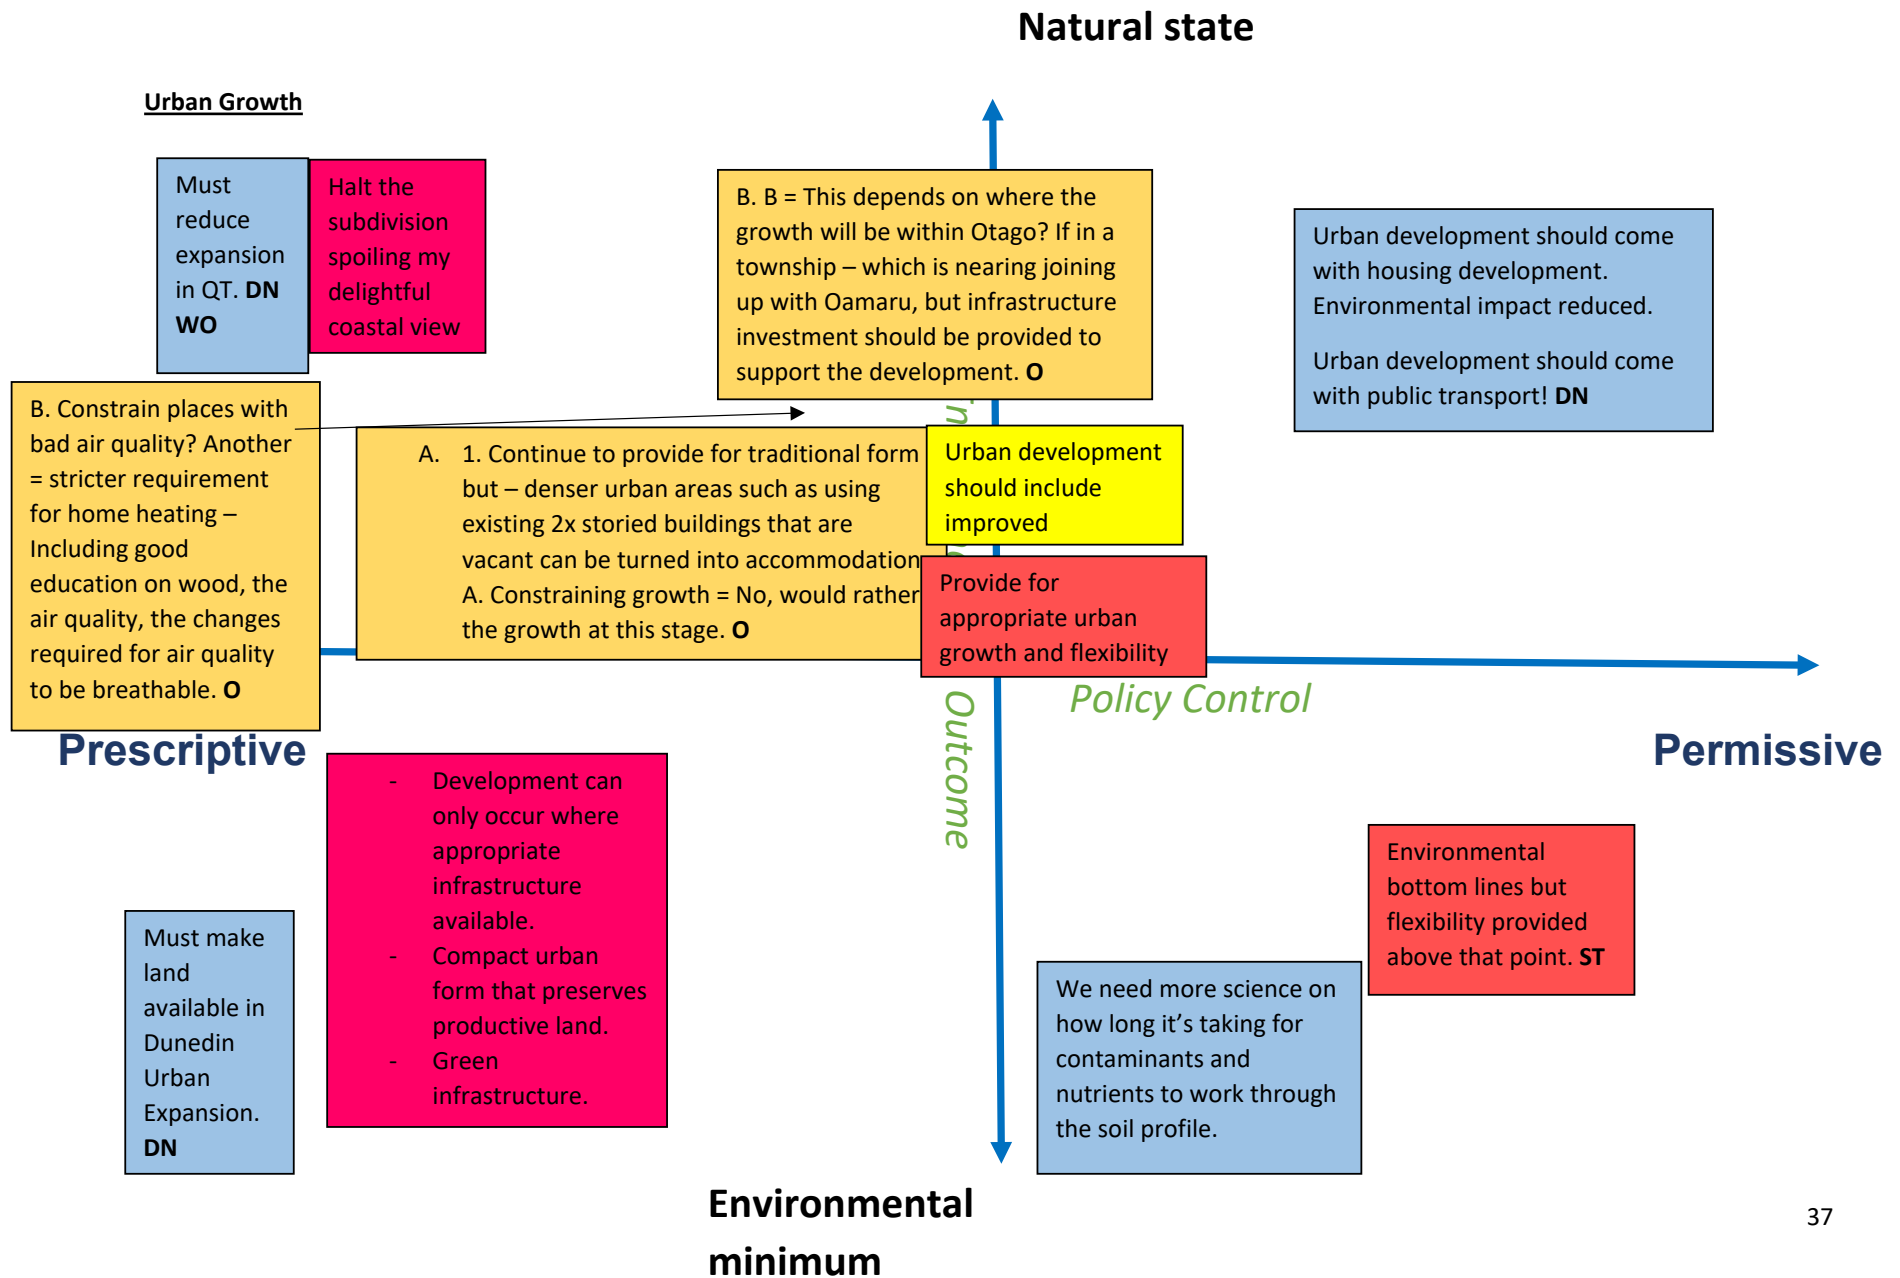 Natural state
Urban Growth
Must
reduce
expansion
in QT. DN
WO
Halt the
subdivision
spoiling my
delightful
coastal view
B. B = This depends on where the
growth will be within Otago? If in a
township – which is nearing joining
up with Oamaru, but infrastructure
investment should be provided to
support the development. O
Urban development should come
with housing development.
Environmental impact reduced.
Urban development should come
with public transport! DN
B. Constrain places with
bad air quality? Another
= stricter requirement
for home heating –
Including good
education on wood, the
air quality, the changes
required for air quality
to be breathable. O
A. 1. Continue to provide for traditional form
but – denser urban areas such as using
existing 2x storied buildings that are
vacant can be turned into accommodation
A. Constraining growth = No, would rather
the growth at this stage. O
Urban development
should include
improved
Provide for
appropriate urban
growth and flexibility
Policy Control
Outcome
Prescriptive
Permissive
- Development can
only occur where
appropriate
infrastructure
available.
- Compact urban
form that preserves
productive land.
- Green
infrastructure.
Must make
land
available in
Dunedin
Urban
Expansion.
DN
Environmental
bottom lines but
flexibility provided
above that point. ST
We need more science on
how long it's taking for
contaminants and
nutrients to work through
the soil profile.
Environmental
minimum
37